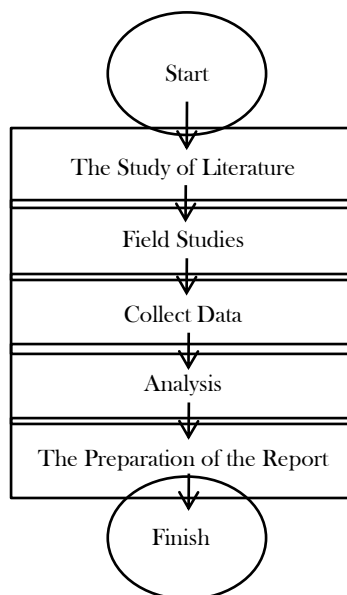 Start
The Study of Literature
Field Studies
Collect Data
Analysis
The Preparation of the Report
Finish